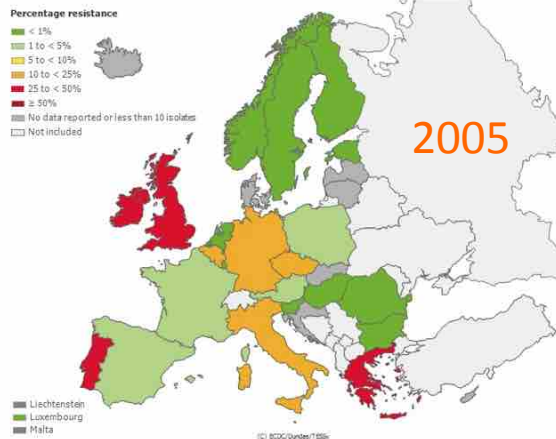 Percentage resistance
< 1%
1 to < 5%
5 to < 10%
10 to < 25%
25 to < 50%
≥ 50%
No data reported or less than 10 isolates
Not included
2005
Liechtenstein
Luxembourg
Malta
(C) ECDC/Dundas/TESSy